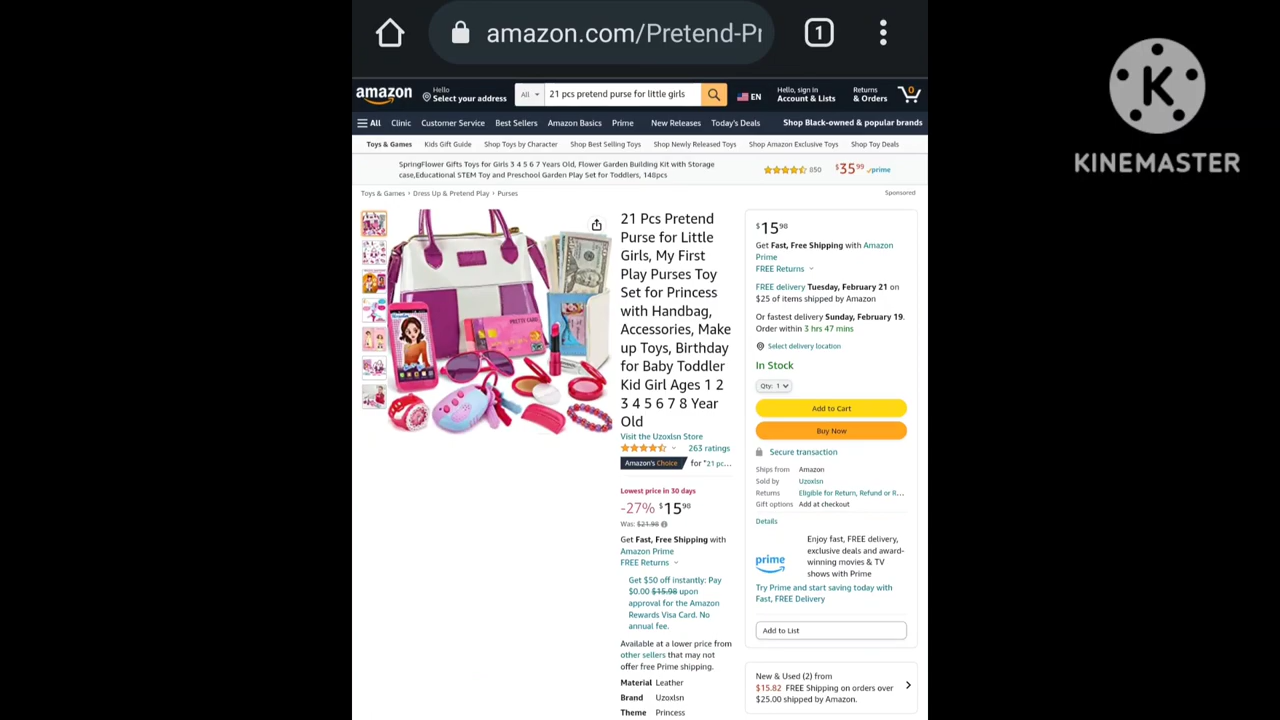 amazon.com/Pretend-Pr
1
KINEMASTER
amazon
Hello
Select your address
All
21 pcs pretend purse for little girls
EN
Hello, sign in
Account & Lists
Returns
& Orders
0
All
Clinic
Customer Service
Best Sellers
Amazon Basics
Prime
New Releases
Today's Deals
Shop Black-owned & popular brands
Toys & Games
Kids Gift Guide
Shop Toys by Character
Shop Best Selling Toys
Shop Newly Released Toys
Shop Amazon Exclusive Toys
Shop Toy Deals
SpringFlower Gifts Toys for Girls 3 4 5 6 7 Years Old, Flower Garden Building Kit with Storage
case,Educational STEM Toy and Preschool Garden Play Set for Toddlers, 148pcs
850
$35.99 prime
Toys & Games › Dress Up & Pretend Play › Purses
Sponsored
PRETTY CARD
21 Pcs Pretend
Purse for Little
Girls, My First
Play Purses Toy
Set for Princess
with Handbag,
Accessories, Make
up Toys, Birthday
for Baby Toddler
Kid Girl Ages 1 2
3 4 5 6 7 8 Year
Old
Visit the Uzoxlsn Store
263 ratings
Amazon's Choice for "21 pc...
Lowest price in 30 days
-27% $15.98
Was: $21.98
Get Fast, Free Shipping with
Amazon Prime
FREE Returns
Get $50 off instantly: Pay
$0.00 $15.98 upon
approval for the Amazon
Rewards Visa Card. No
annual fee.
Available at a lower price from
other sellers that may not
offer free Prime shipping.
Material Leather
Brand Uzoxlsn
Theme Princess
$15.98
Get Fast, Free Shipping with Amazon
Prime
FREE Returns
FREE delivery Tuesday, February 21 on
$25 of items shipped by Amazon
Or fastest delivery Sunday, February 19.
Order within 3 hrs 47 mins
Select delivery location
In Stock
Qty: 1
Add to Cart
Buy Now
Secure transaction
Ships from Amazon
Sold by Uzoxlsn
Returns Eligible for Return, Refund or R...
Gift options Add at checkout
Details
prime
Enjoy fast, FREE delivery,
exclusive deals and award-
winning movies & TV
shows with Prime
Try Prime and start saving today with
Fast, FREE Delivery
Add to List
New & Used (2) from
$15.82 FREE Shipping on orders over
$25.00 shipped by Amazon.